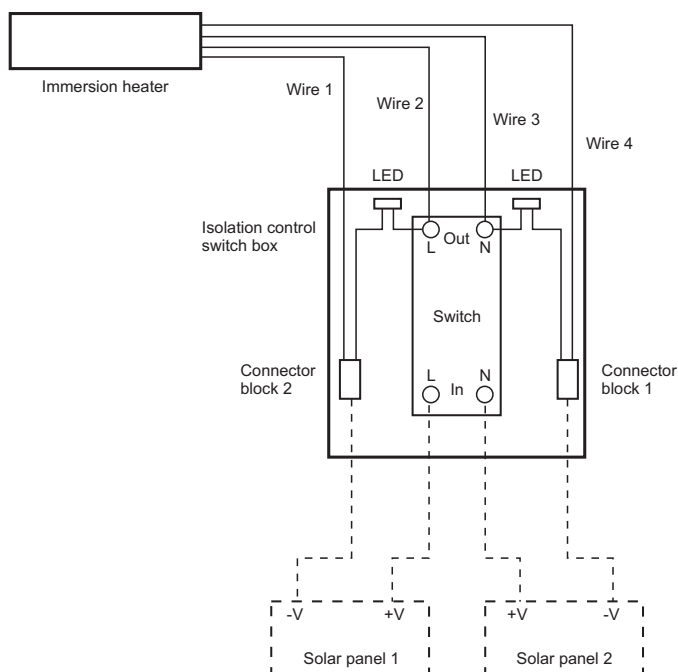 Immersion heater
Wire 1
Wire 2
Wire 3
Wire 4
LED
LED
Isolation control
switch box
L
Out
N
Switch
Connector
block 2
L
In
N
Connector
block 1
-V
+V
+V
-V
Solar panel 1
Solar panel 2